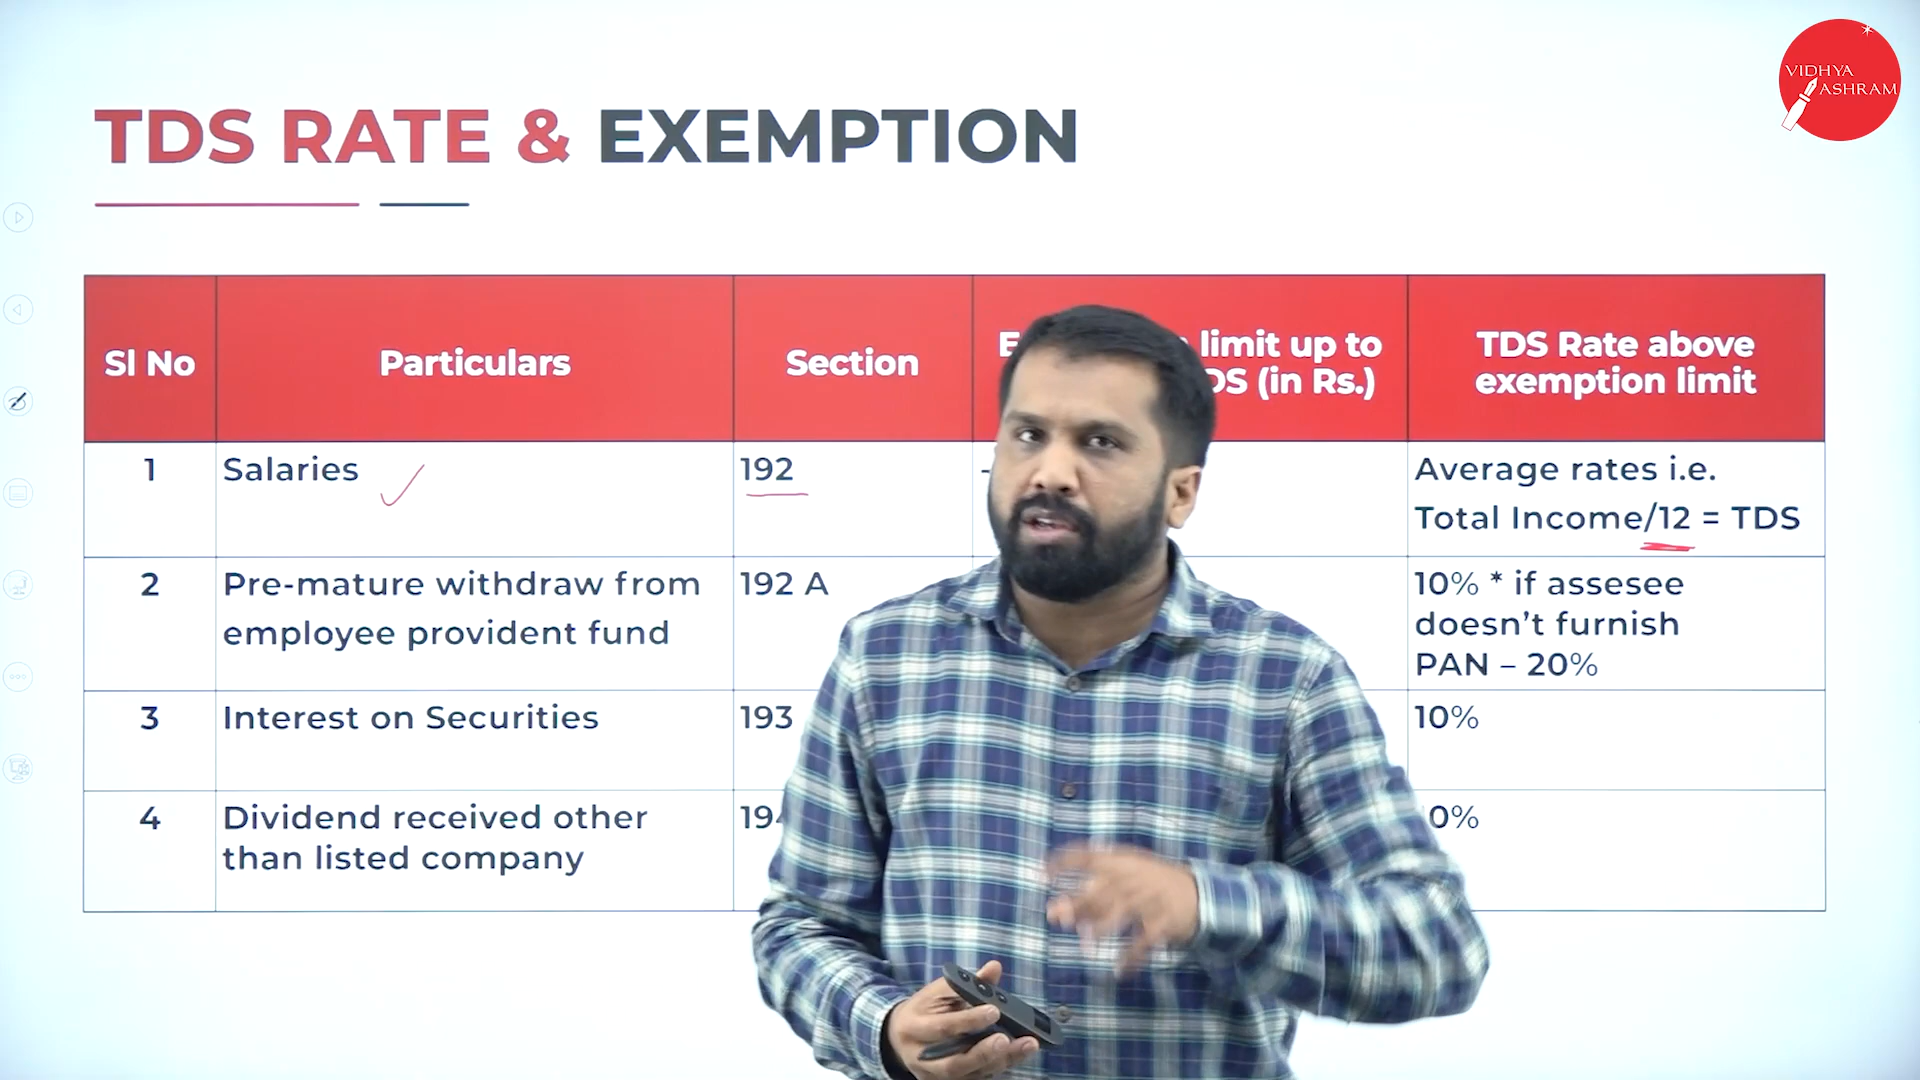 VIDHYA
ASHRAM
TDS RATE & EXEMPTION
Sl No
Particulars
Section
limit up to
(in Rs.)
TDS Rate above
exemption limit
1
Salaries
192
Average rates i.e.
Total Income/12 = TDS
2
Pre-mature withdraw from
employee provident fund
192 A
10% * if assesee
doesn't furnish
PAN – 20%
3
Interest on Securities
193
10%
4
Dividend received other
than listed company